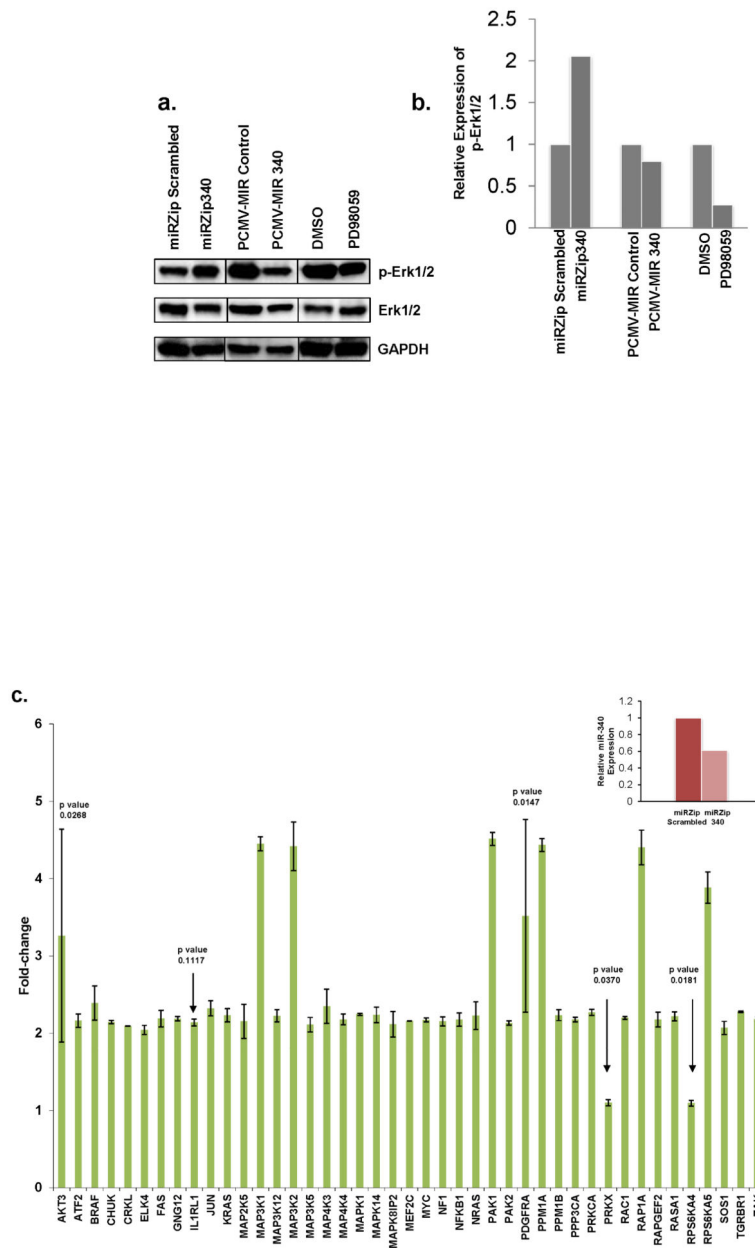 a.
miRZip Scrambled
miRZip340
PCMV-MIR Control
PCMV-MIR 340
DMSO
PD98059
p-Erk1/2
Erk1/2
GAPDH
b.
Relative Expression of
p-Erk1/2
2.5
2
1.5
1
0.5
0
miRZip Scrambled
miRZip340
PCMV-MIR Control
PCMV-MIR 340
DMSO
PD98059
c.
Fold-change
6
5
4
3
2
1
0
p value
0.0268
p value
0.1117
p value
0.0147
p value
0.0370
p value
0.0181
Relative miR-340
Expression
1.2
1
0.8
0.6
0.4
0.2
0
miRZip miRZip
Scrambled 340
AKT3
ATF2
BRAF
CHUK
CRKL
ELK4
FAS
GNG12
IL1RL1
JUN
KRAS
MAP2K5
MAP3K1
MAP3K12
MAP3K2
MAP3K5
MAP4K3
MAP4K4
MAPK1
MAPK14
MAPK8IP2
MEF2C
MYC
NF1
NFKB1
NRAS
PAK1
PAK2
PDGFRA
PPM1A
PPM1B
PPP3CA
PRKCA
PRKX
RAC1
RAP1A
RAPGEF2
RASA1
RPS6KA4
RPS6KA5
SOS1
TGRBR1